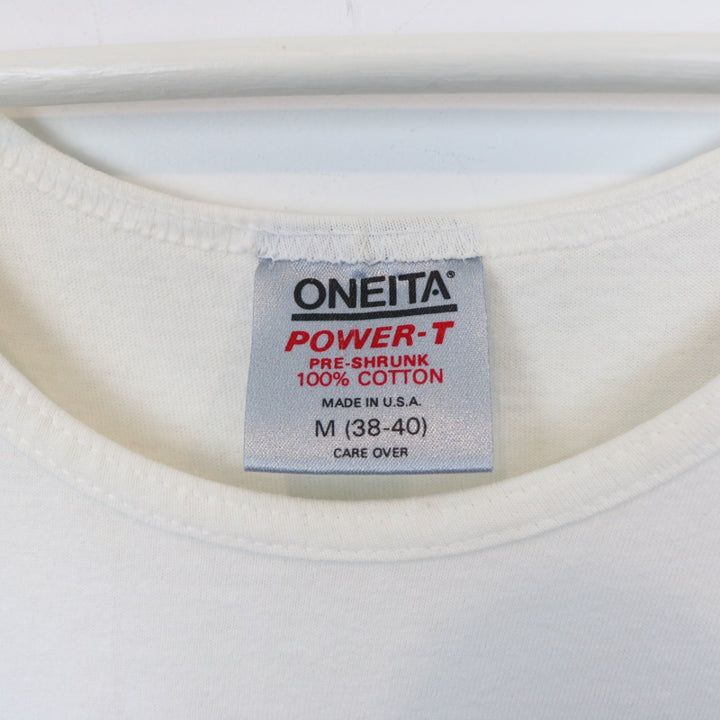 ONEITA®
POWER-T
PRE-SHRUNK
100% COTTON
MADE IN U.S.A.
M (38-40)
CARE OVER